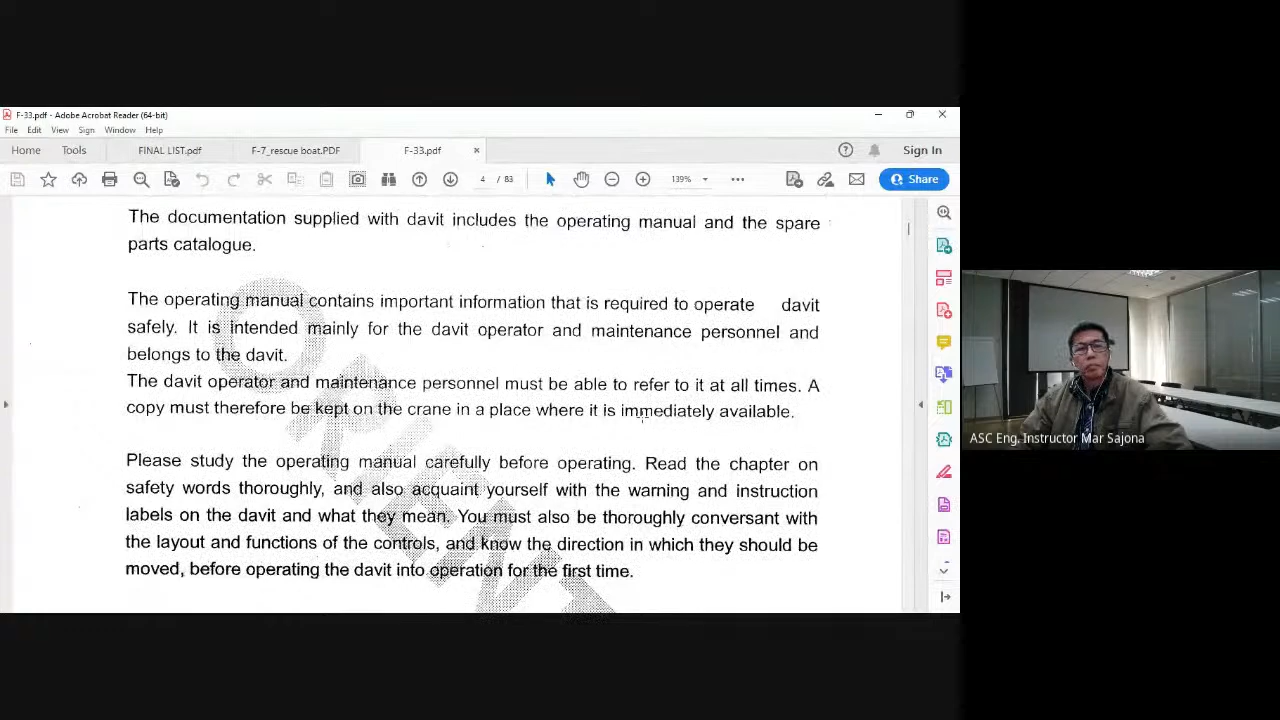 F-33.pdf - Adobe Acrobat Reader (64-bit)
File Edit View Sign Window Help
Home Tools FINAL LIST.pdf F-7_rescue boat.PDF F-33.pdf × Sign In
4 / 83 139% Share
The documentation supplied with davit includes the operating manual and the spare
parts catalogue.
The operating manual contains important information that is required to operate davit
safely. It is intended mainly for the davit operator and maintenance personnel and
belongs to the davit.
The davit operator and maintenance personnel must be able to refer to it at all times. A
copy must therefore be kept on the crane in a place where it is immediately available.
Please study the operating manual carefully before operating. Read the chapter on
safety words thoroughly, and also acquaint yourself with the warning and instruction
labels on the davit and what they mean. You must also be thoroughly conversant with
the layout and functions of the controls, and know the direction in which they should be
moved, before operating the davit into operation for the first time.
ASC Eng. Instructor Mar Sajona